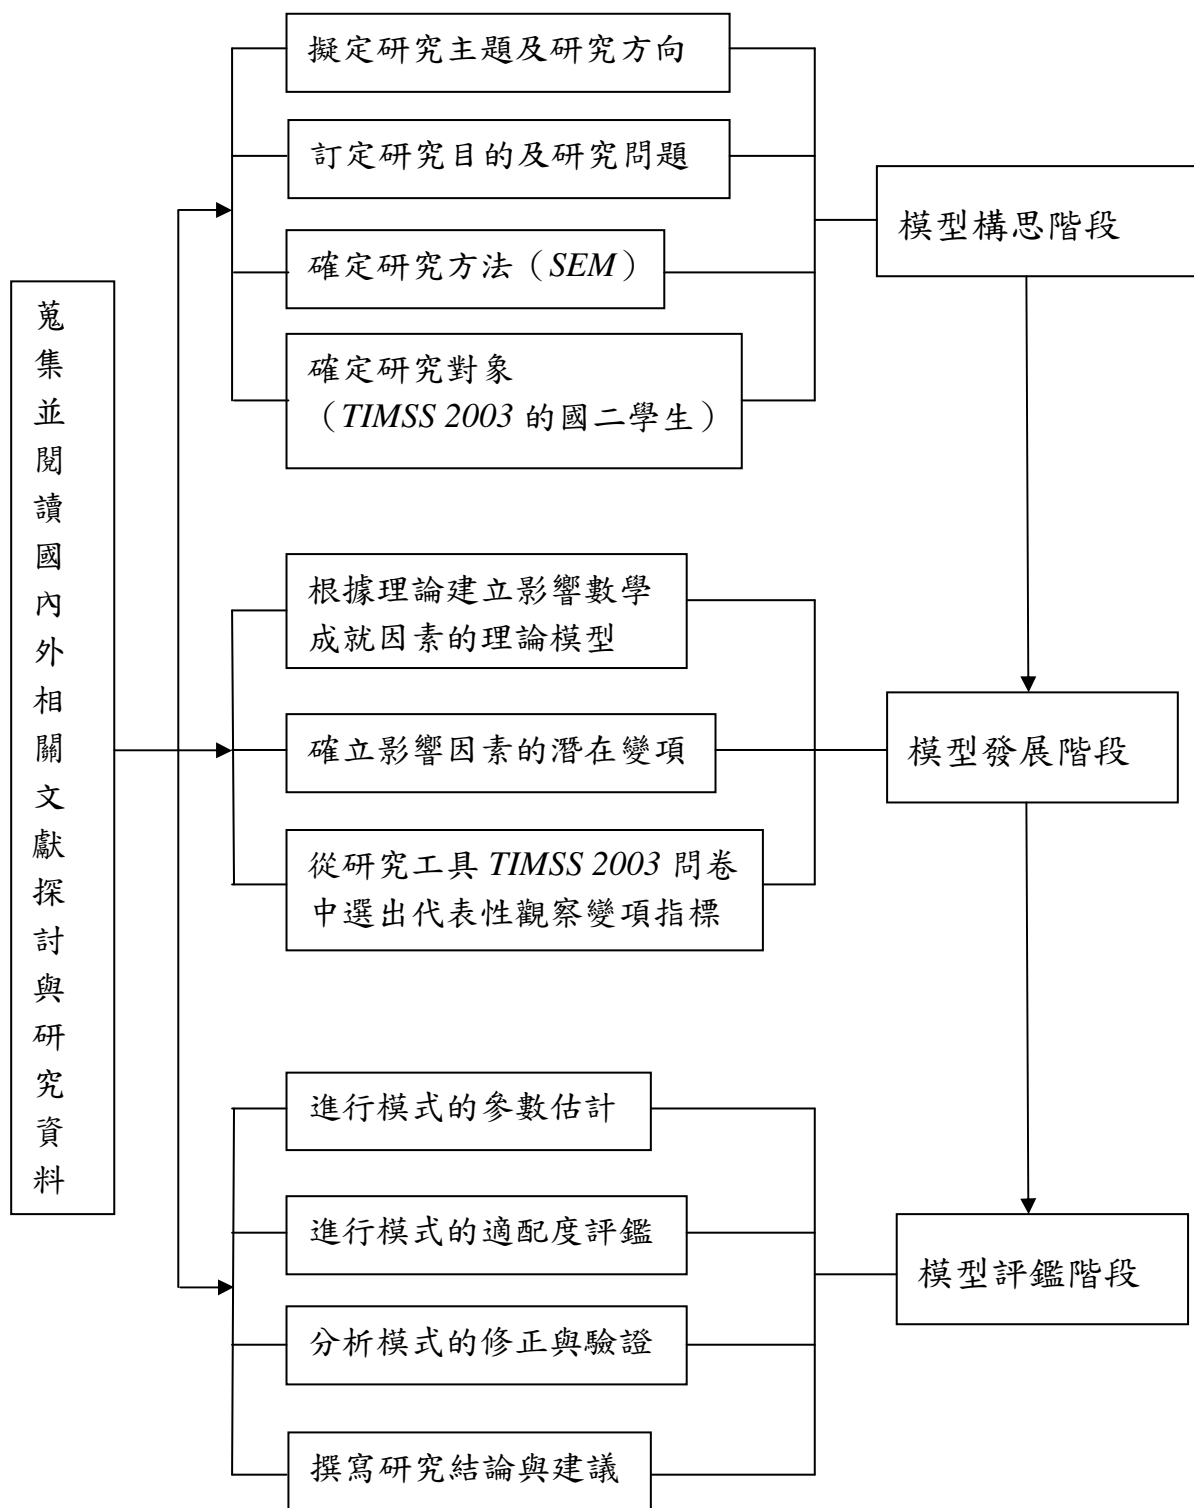 蒐集並閱讀國內外相關文獻探討與研究資料
擬定研究主題及研究方向
訂定研究目的及研究問題
確定研究方法（SEM）
確定研究對象
（TIMSS 2003 的國二學生）
模型構思階段
根據理論建立影響數學
成就因素的理論模型
確立影響因素的潛在變項
從研究工具 TIMSS 2003 問卷
中選出代表性觀察變項指標
模型發展階段
進行模式的參數估計
進行模式的適配度評鑑
分析模式的修正與驗證
撰寫研究結論與建議
模型評鑑階段